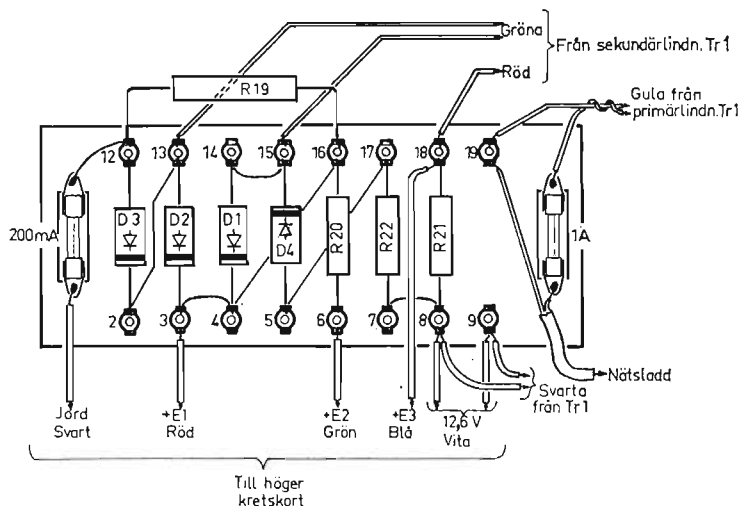 Gröna
Från sekundärlindn. Tr1
Röd
R19
Gula från
primärlindn. Tr1
12
13
14
15
16
17
18
19
200mA
D3
D2
D1
D4
R20
R22
R21
1A
2
3
4
5
6
7
8
9
Nätsladd
Svarta
från Tr1
Jord
Svart
+E1
Röd
+E2
Grön
+E3
Blå
12,6 V
Vita
Till höger
kretskort